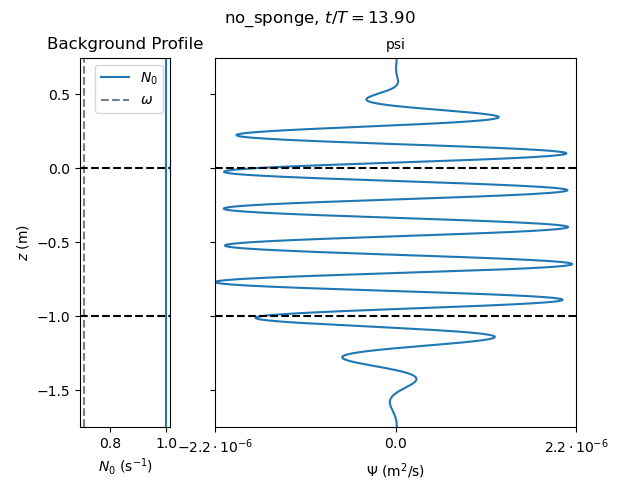 no_sponge, t/T = 13.90
Background Profile
psi
N₀
ω
0.5
0.0
−0.5
−1.0
−1.5
z (m)
0.8
1.0
N₀ (s⁻¹)
−2.2 · 10⁻⁶
0.0
2.2 · 10⁻⁶
Ψ (m²/s)